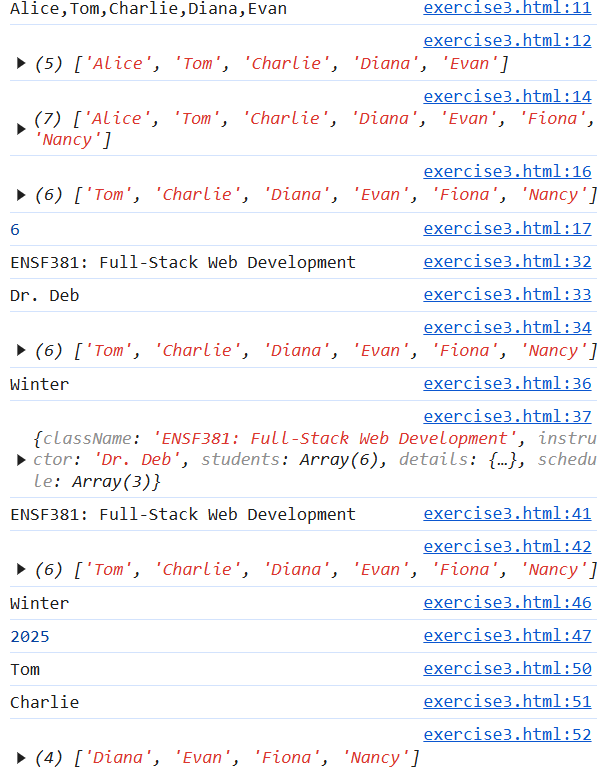 Alice,Tom,Charlie,Diana,Evan exercise3.html:11
exercise3.html:12
(5) ['Alice', 'Tom', 'Charlie', 'Diana', 'Evan']
exercise3.html:14
(7) ['Alice', 'Tom', 'Charlie', 'Diana', 'Evan', 'Fiona',
'Nancy']
exercise3.html:16
(6) ['Tom', 'Charlie', 'Diana', 'Evan', 'Fiona', 'Nancy']
6 exercise3.html:17
ENSF381: Full-Stack Web Development exercise3.html:32
Dr. Deb exercise3.html:33
exercise3.html:34
(6) ['Tom', 'Charlie', 'Diana', 'Evan', 'Fiona', 'Nancy']
Winter exercise3.html:36
exercise3.html:37
{className: 'ENSF381: Full-Stack Web Development', instru
ctor: 'Dr. Deb', students: Array(6), details: {…}, schedu
le: Array(3)}
ENSF381: Full-Stack Web Development exercise3.html:41
exercise3.html:42
(6) ['Tom', 'Charlie', 'Diana', 'Evan', 'Fiona', 'Nancy']
Winter exercise3.html:46
2025 exercise3.html:47
Tom exercise3.html:50
Charlie exercise3.html:51
exercise3.html:52
(4) ['Diana', 'Evan', 'Fiona', 'Nancy']